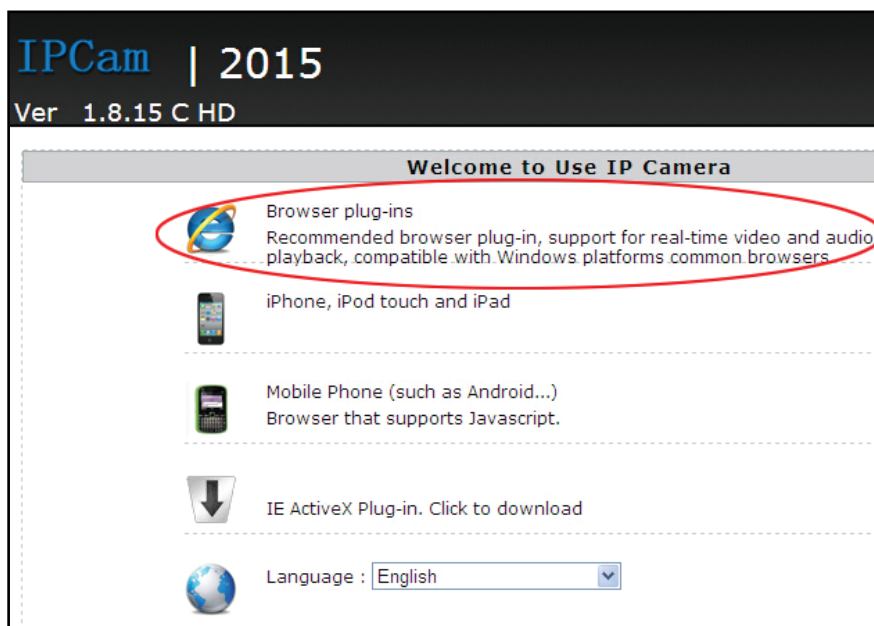 IPCam | 2015
Ver 1.8.15 C HD
Welcome to Use IP Camera
Browser plug-ins
Recommended browser plug-in, support for real-time video and audio
playback, compatible with Windows platforms common browsers
iPhone, iPod touch and iPad
Mobile Phone (such as Android...)
Browser that supports Javascript.
IE ActiveX Plug-in. Click to download
Language : English